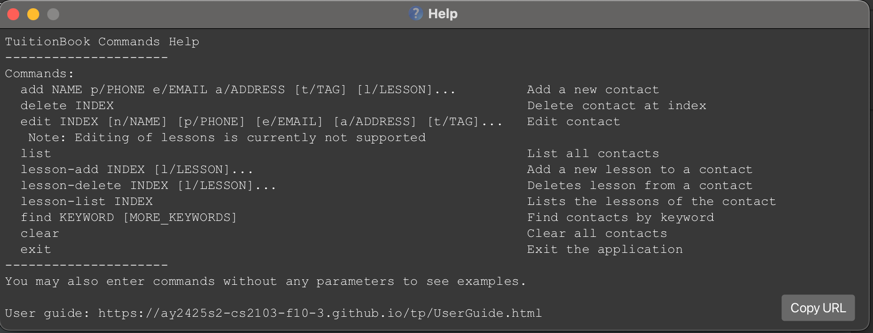 Help
TuitionBook Commands Help
---------------------
Commands:
  add NAME p/PHONE e/EMAIL a/ADDRESS [t/TAG] [l/LESSON]...         Add a new contact
  delete INDEX                                                     Delete contact at index
  edit INDEX [n/NAME] [p/PHONE] [e/EMAIL] [a/ADDRESS] [t/TAG]...   Edit contact
   Note: Editing of lessons is currently not supported
  list                                                             List all contacts
  lesson-add INDEX [l/LESSON]...                                   Add a new lesson to a contact
  lesson-delete INDEX [l/LESSON]...                                Deletes lesson from a contact
  lesson-list INDEX                                                Lists the lessons of the contact
  find KEYWORD [MORE_KEYWORDS]                                     Find contacts by keyword
  clear                                                            Clear all contacts
  exit                                                             Exit the application
---------------------
You may also enter commands without any parameters to see examples.
User guide: https://ay2425s2-cs2103-f10-3.github.io/tp/UserGuide.html
Copy URL